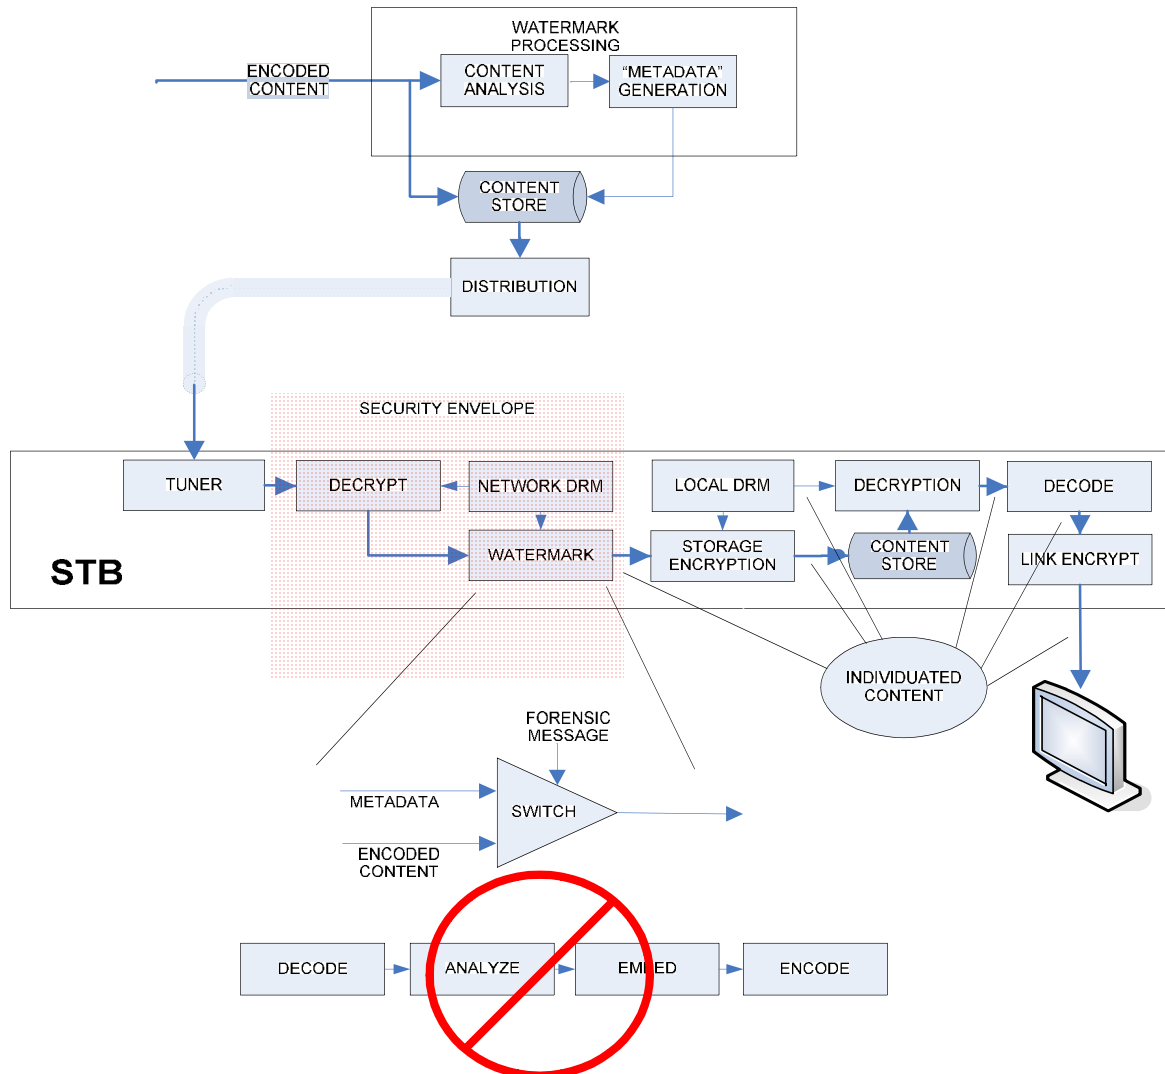 WATERMARK
PROCESSING
ENCODED
CONTENT
CONTENT
ANALYSIS
“METADATA”
GENERATION
CONTENT
STORE
DISTRIBUTION
SECURITY ENVELOPE
TUNER
DECRYPT
NETWORK DRM
LOCAL DRM
DECRYPTION
DECODE
STB
WATERMARK
STORAGE
ENCRYPTION
CONTENT
STORE
LINK ENCRYPT
INDIVIDUATED
CONTENT
FORENSIC
MESSAGE
METADATA
SWITCH
ENCODED
CONTENT
DECODE
ANALYZE
EMBED
ENCODE